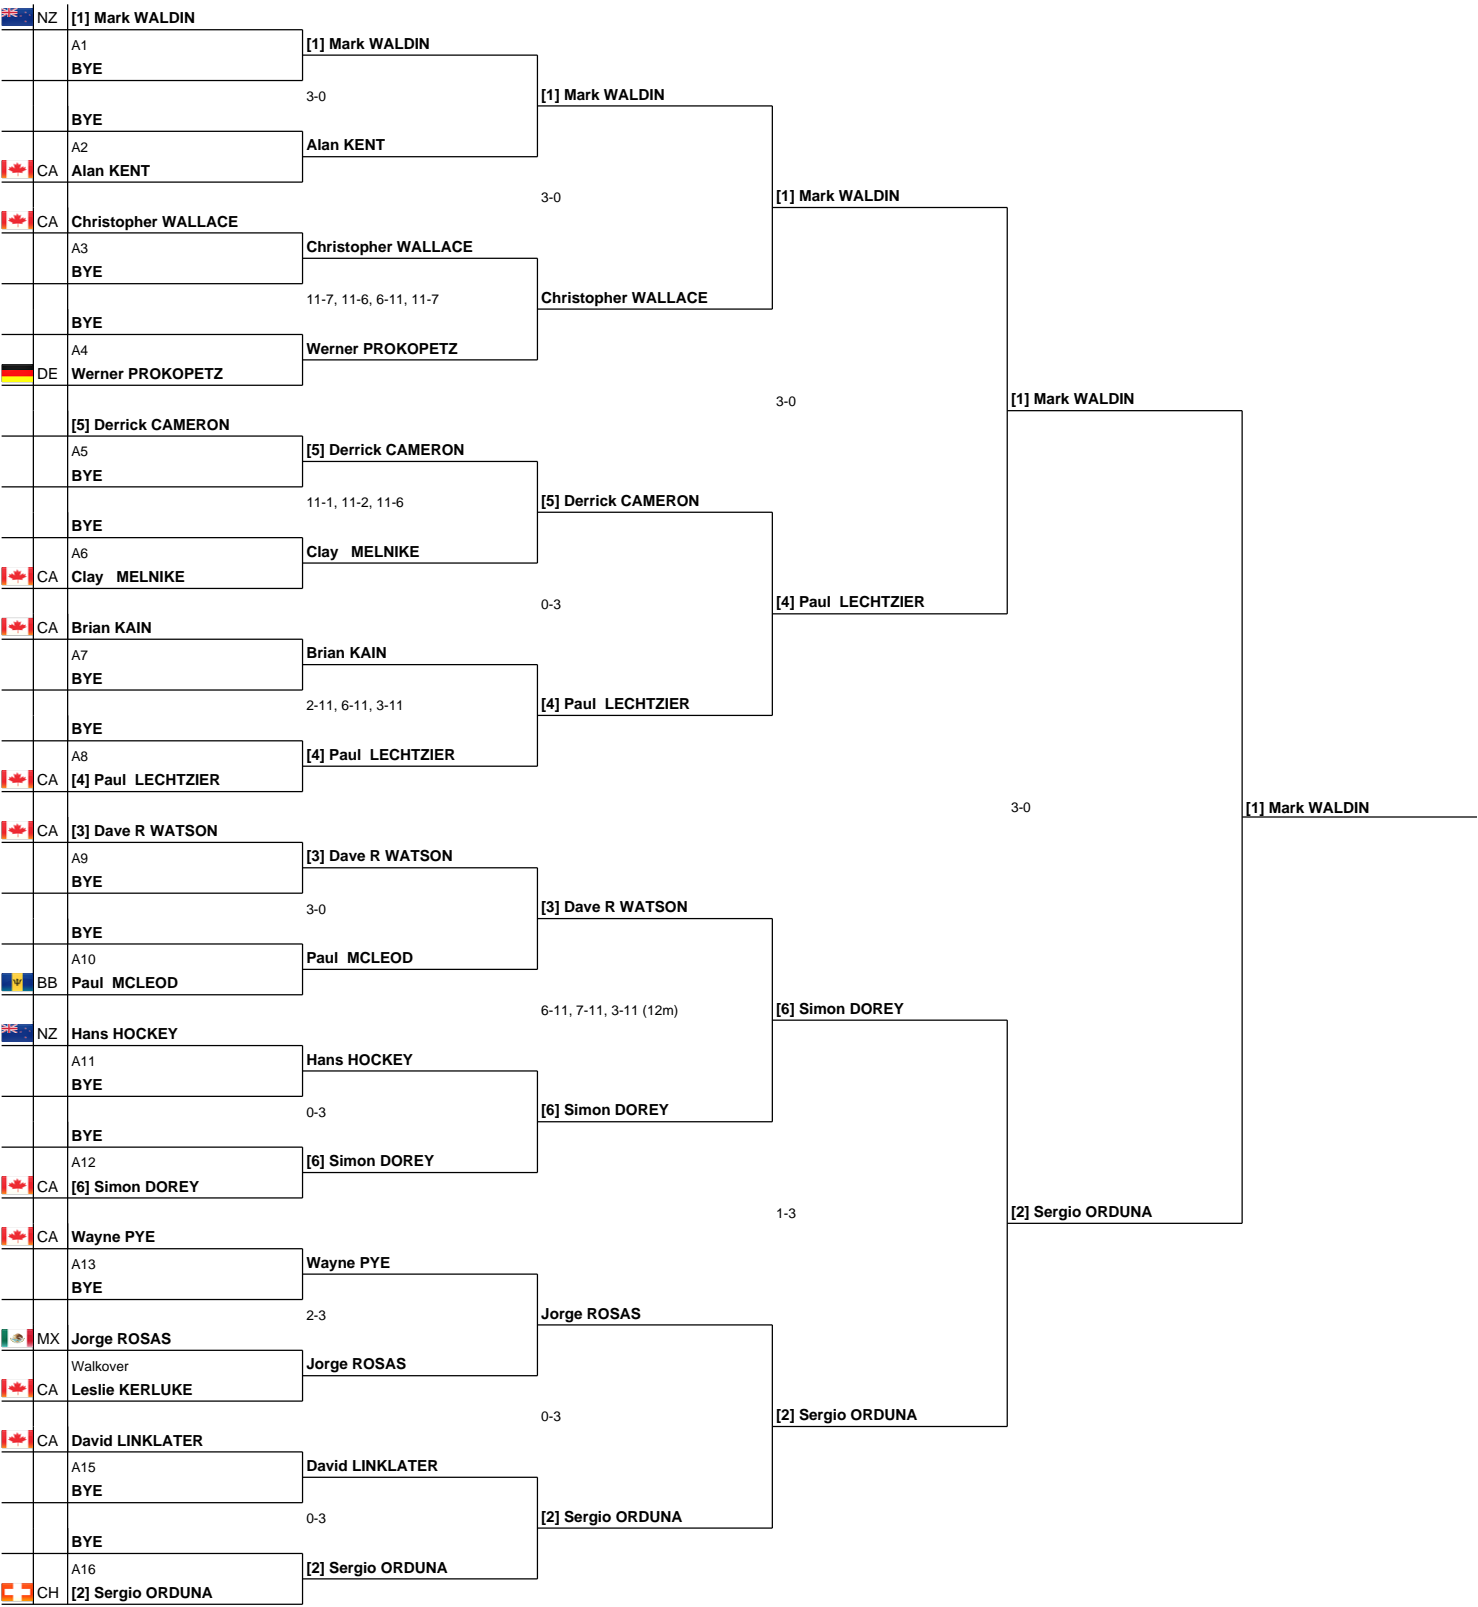 NZ [1] Mark WALDIN
A1 [1] Mark WALDIN
BYE
3-0 [1] Mark WALDIN
BYE
A2 Alan KENT
CA Alan KENT
3-0 [1] Mark WALDIN
CA Christopher WALLACE
A3 Christopher WALLACE
BYE
11-7, 11-6, 6-11, 11-7 Christopher WALLACE
BYE
A4 Werner PROKOPETZ
DE Werner PROKOPETZ
3-0 [1] Mark WALDIN
[5] Derrick CAMERON
A5 [5] Derrick CAMERON
BYE
11-1, 11-2, 11-6 [5] Derrick CAMERON
BYE
A6 Clay MELNIKE
CA Clay MELNIKE
0-3 [4] Paul LECHTZIER
CA Brian KAIN
A7 Brian KAIN
BYE
2-11, 6-11, 3-11 [4] Paul LECHTZIER
BYE
A8 [4] Paul LECHTZIER
CA [4] Paul LECHTZIER
3-0 [1] Mark WALDIN
CA [3] Dave R WATSON
A9 [3] Dave R WATSON
BYE
3-0 [3] Dave R WATSON
BYE
A10 Paul MCLEOD
BB Paul MCLEOD
6-11, 7-11, 3-11 (12m) [6] Simon DOREY
NZ Hans HOCKEY
A11 Hans HOCKEY
BYE
0-3 [6] Simon DOREY
BYE
A12 [6] Simon DOREY
CA [6] Simon DOREY
1-3 [2] Sergio ORDUNA
CA Wayne PYE
A13 Wayne PYE
BYE
2-3 Jorge ROSAS
MX Jorge ROSAS
Walkover Jorge ROSAS
CA Leslie KERLUKE
0-3 [2] Sergio ORDUNA
CA David LINKLATER
A15 David LINKLATER
BYE
0-3 [2] Sergio ORDUNA
BYE
A16 [2] Sergio ORDUNA
CH [2] Sergio ORDUNA